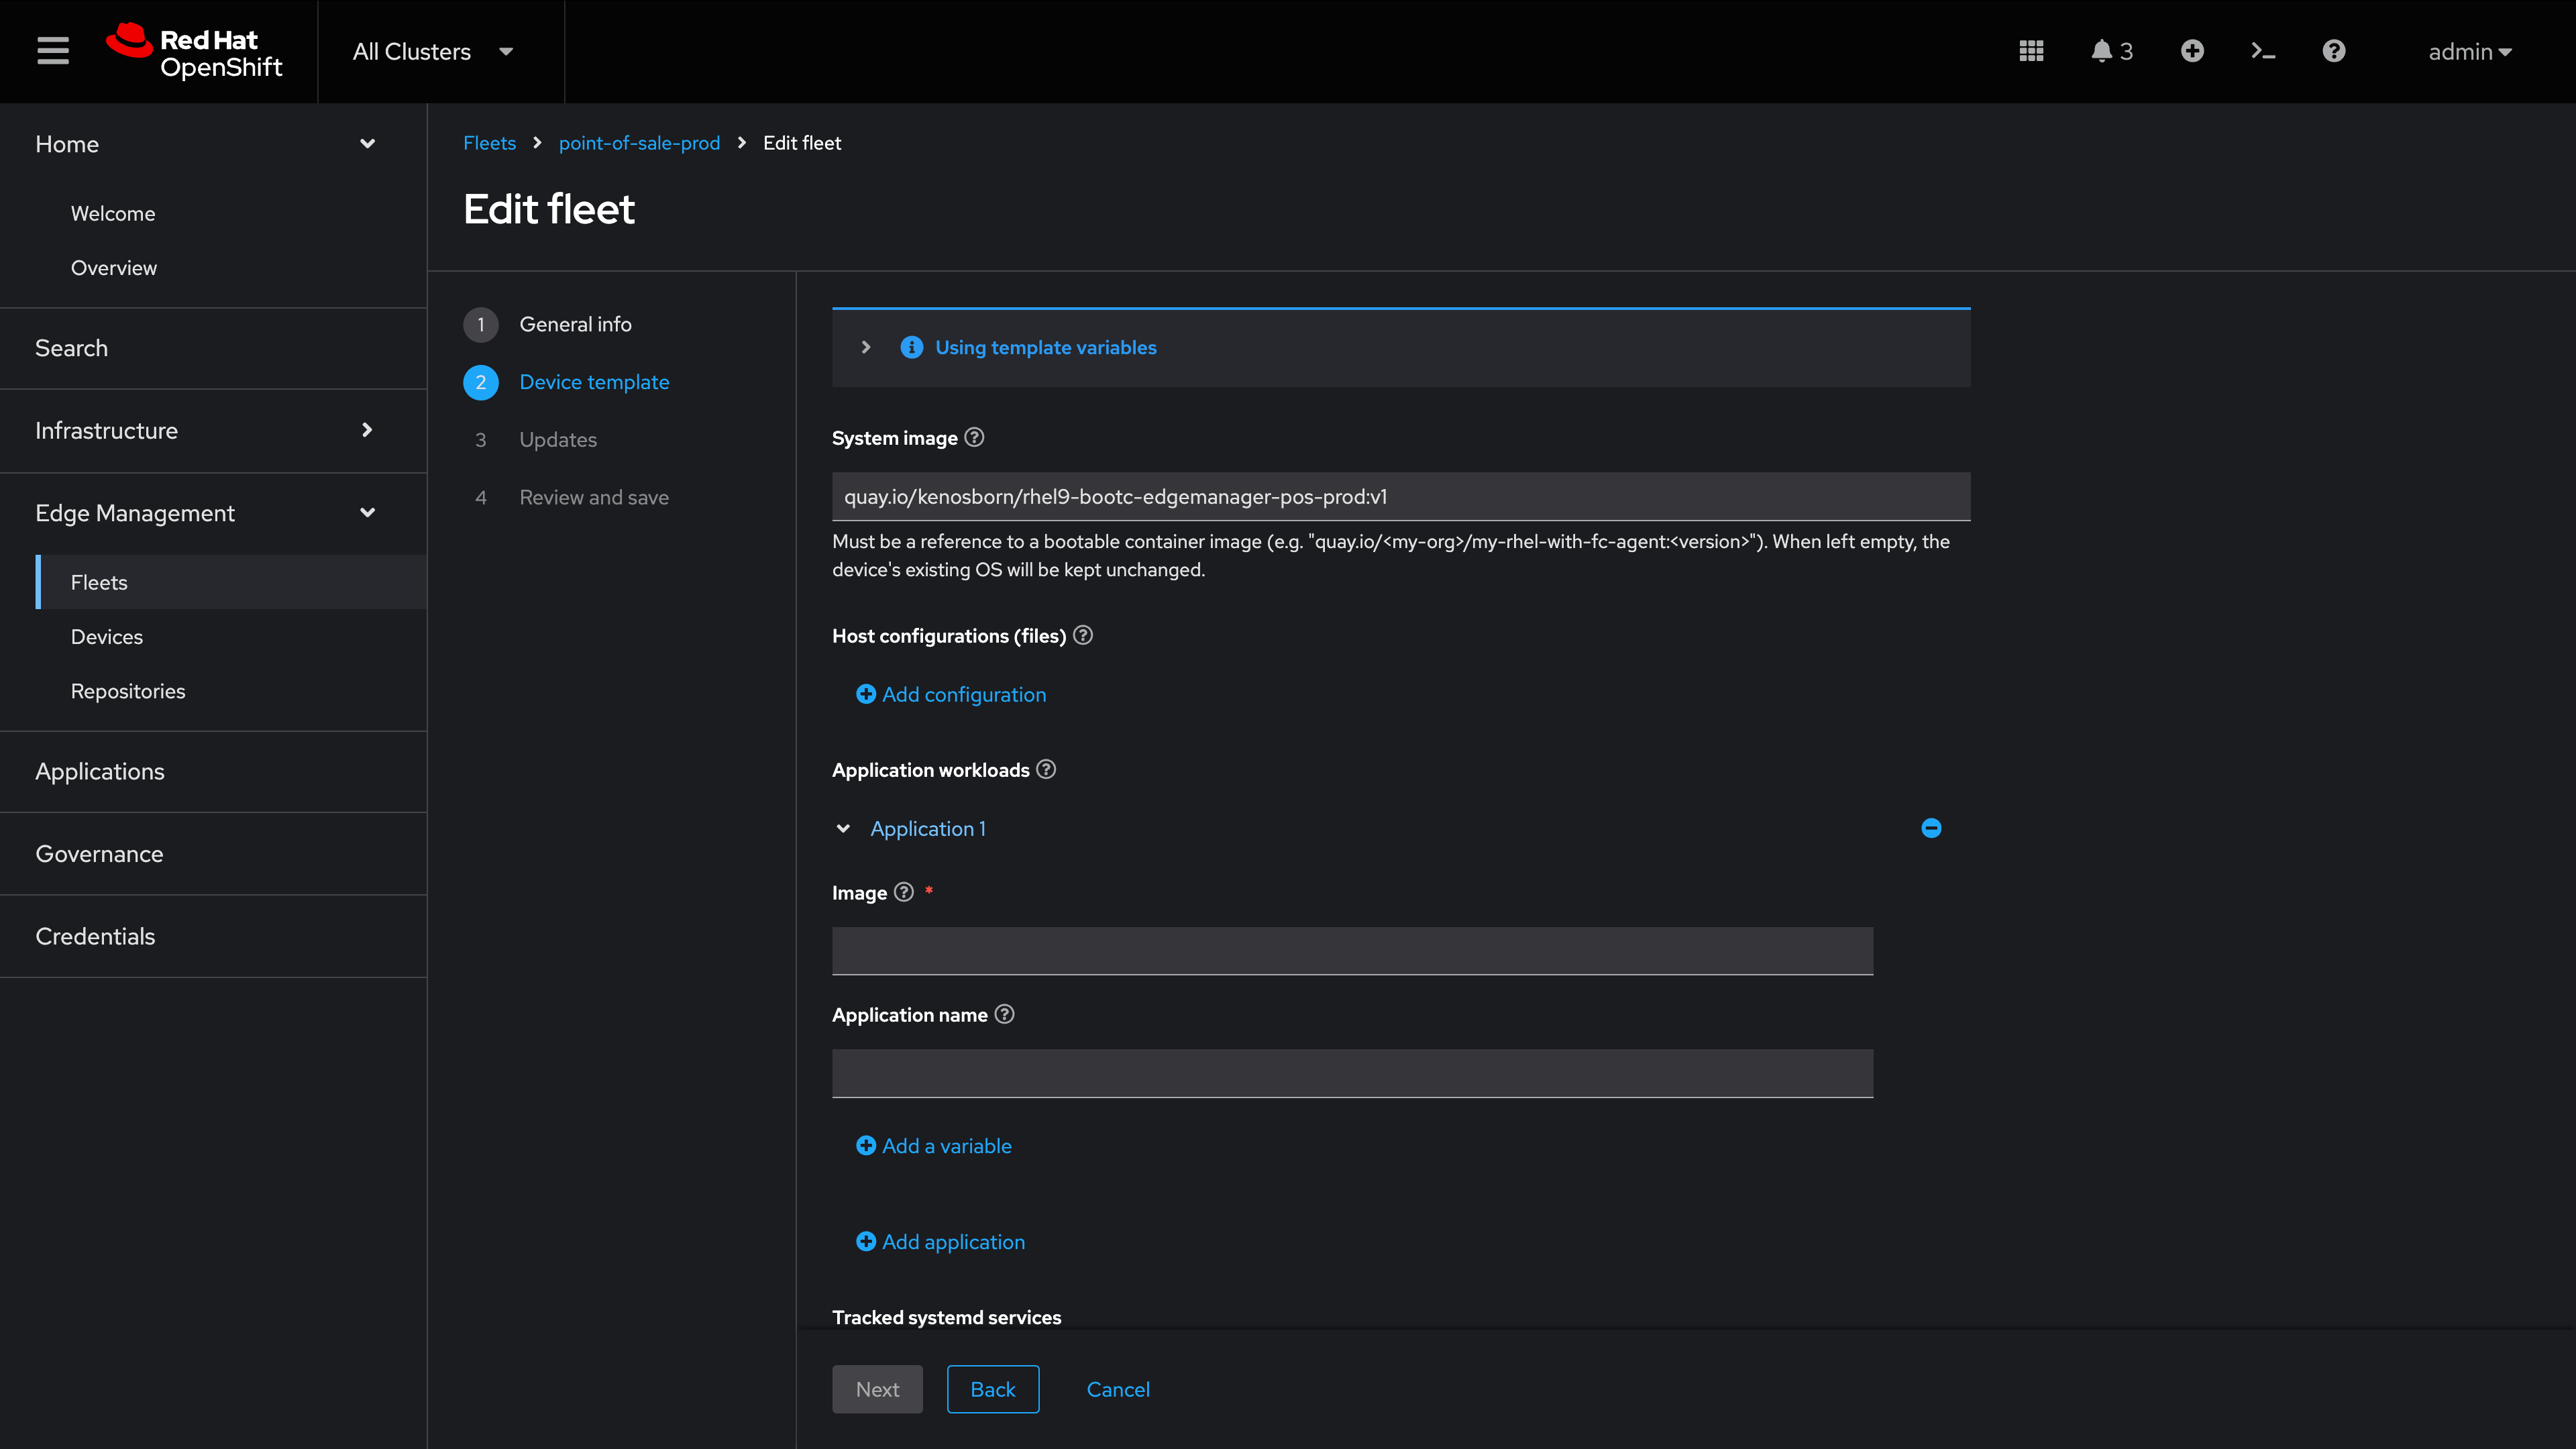 Red Hat
OpenShift
All Clusters
3
admin
Home
Welcome
Overview
Search
Infrastructure
Edge Management
Fleets
Devices
Repositories
Applications
Governance
Credentials
Fleets > point-of-sale-prod > Edit fleet
Edit fleet
1 General info
2 Device template
3 Updates
4 Review and save
Using template variables
System image
quay.io/kenosborn/rhel9-bootc-edgemanager-pos-prod:v1
Must be a reference to a bootable container image (e.g. "quay.io/<my-org>/my-rhel-with-fc-agent:<version>"). When left empty, the
device's existing OS will be kept unchanged.
Host configurations (files)
Add configuration
Application workloads
Application 1
Image *
Application name
Add a variable
Add application
Tracked systemd services
Next
Back
Cancel